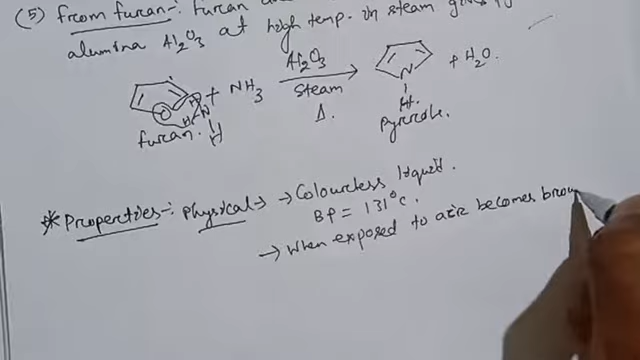 (5) From furan:- Furan
alumina Al2O3 at high temp. in steam gives
+ NH3 Al2O3 Steam Δ. + H2O.
O H H N H N H.
furan. pyrrole.
* Properties:- physical → → Colourless liquid.
BP = 131°C.
→ When exposed to air becomes brow